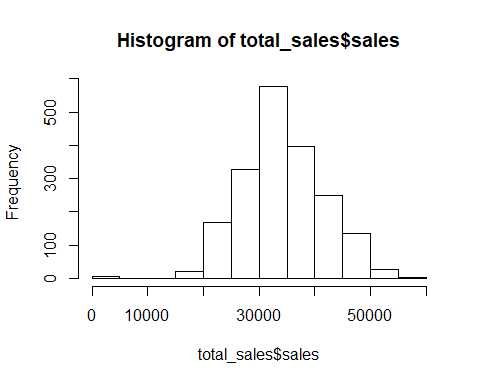 Histogram of total_sales$sales
Frequency
0 100 300 500
0 10000 30000 50000
total_sales$sales